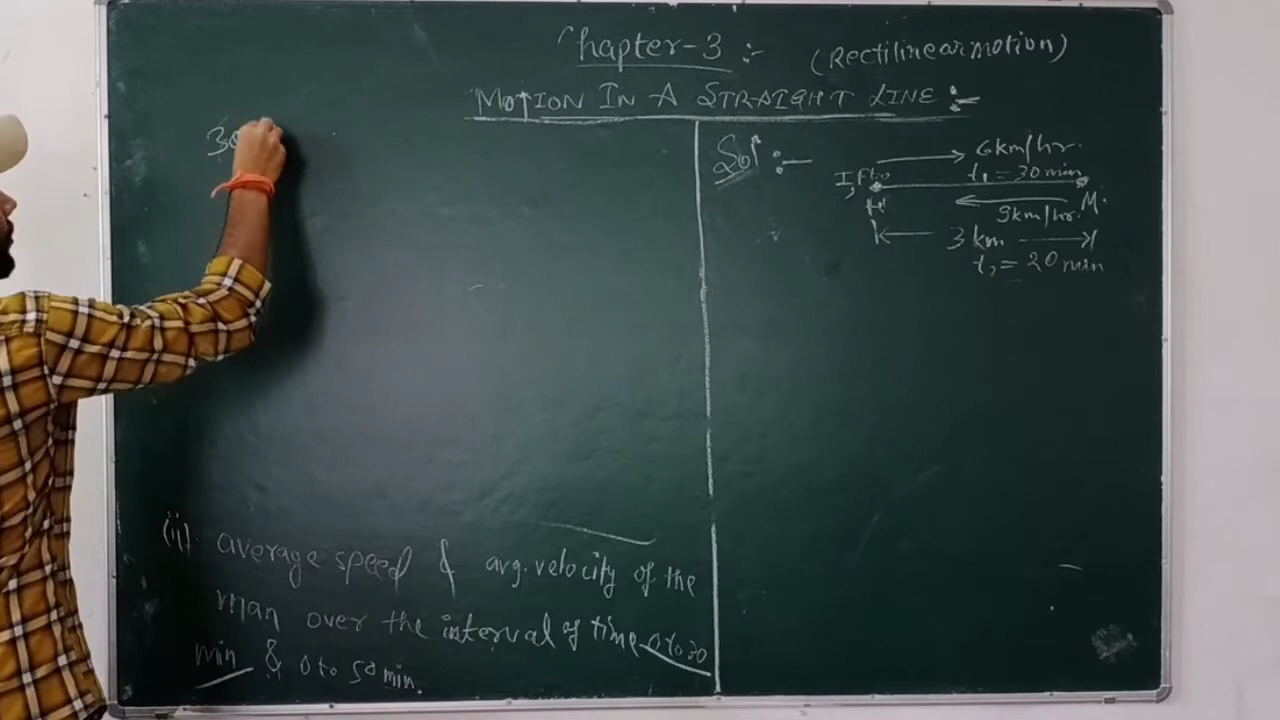 Chapter-3 :- (Rectilinear motion)
MOTION IN A STRAIGHT LINE :-
30
Sol :-
6km/hr.
t₁ = 30 min
M.
9km/hr.
3 km
t₂ = 20 min
(ii) average speed & avg. velocity of the
man over the interval of time 0 to 30
min & 0 to 50 min.